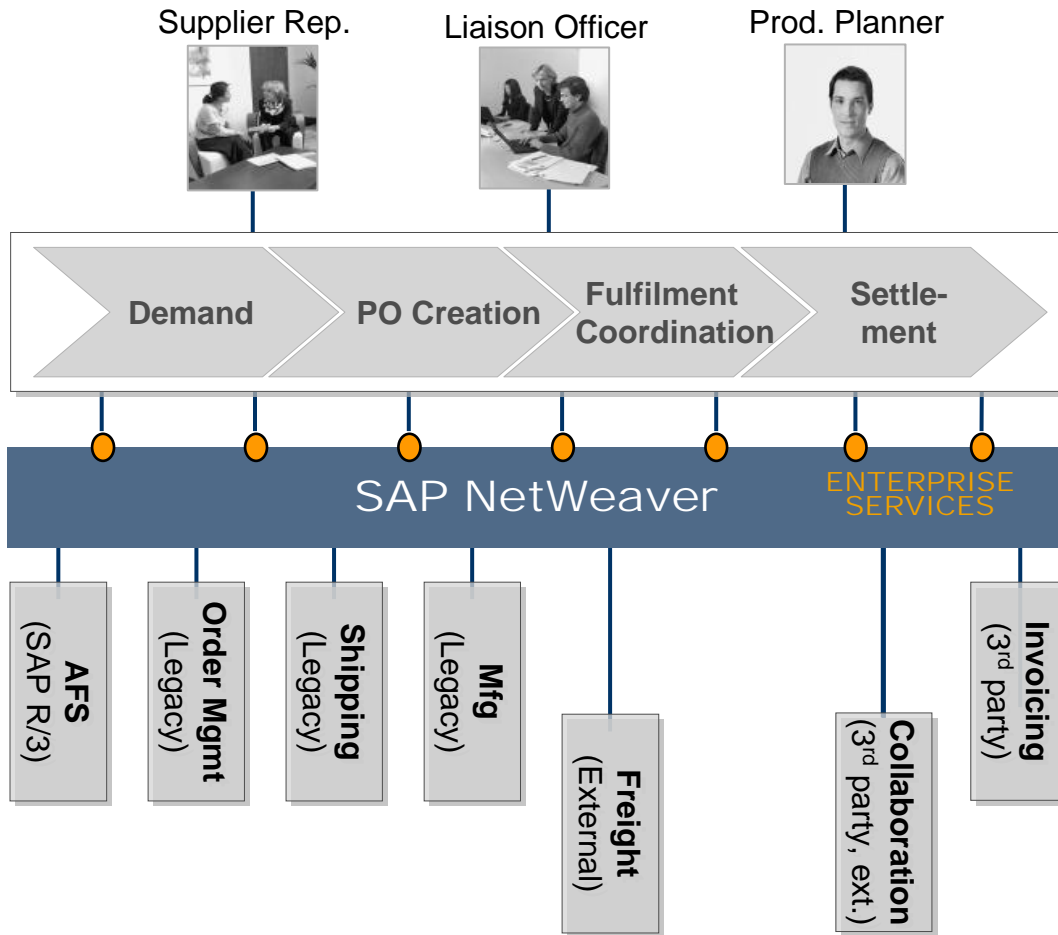 Supplier Rep.
Liaison Officer
Prod. Planner
Demand
PO Creation
Fulfilment
Coordination
Settle-
ment
SAP NetWeaver
ENTERPRISE
SERVICES
AFS
(SAP R/3)
Order Mgmt
(Legacy)
Shipping
(Legacy)
Mfg
(Legacy)
Freight
(External)
Collaboration
(3rd party, ext.)
Invoicing
(3rd party)